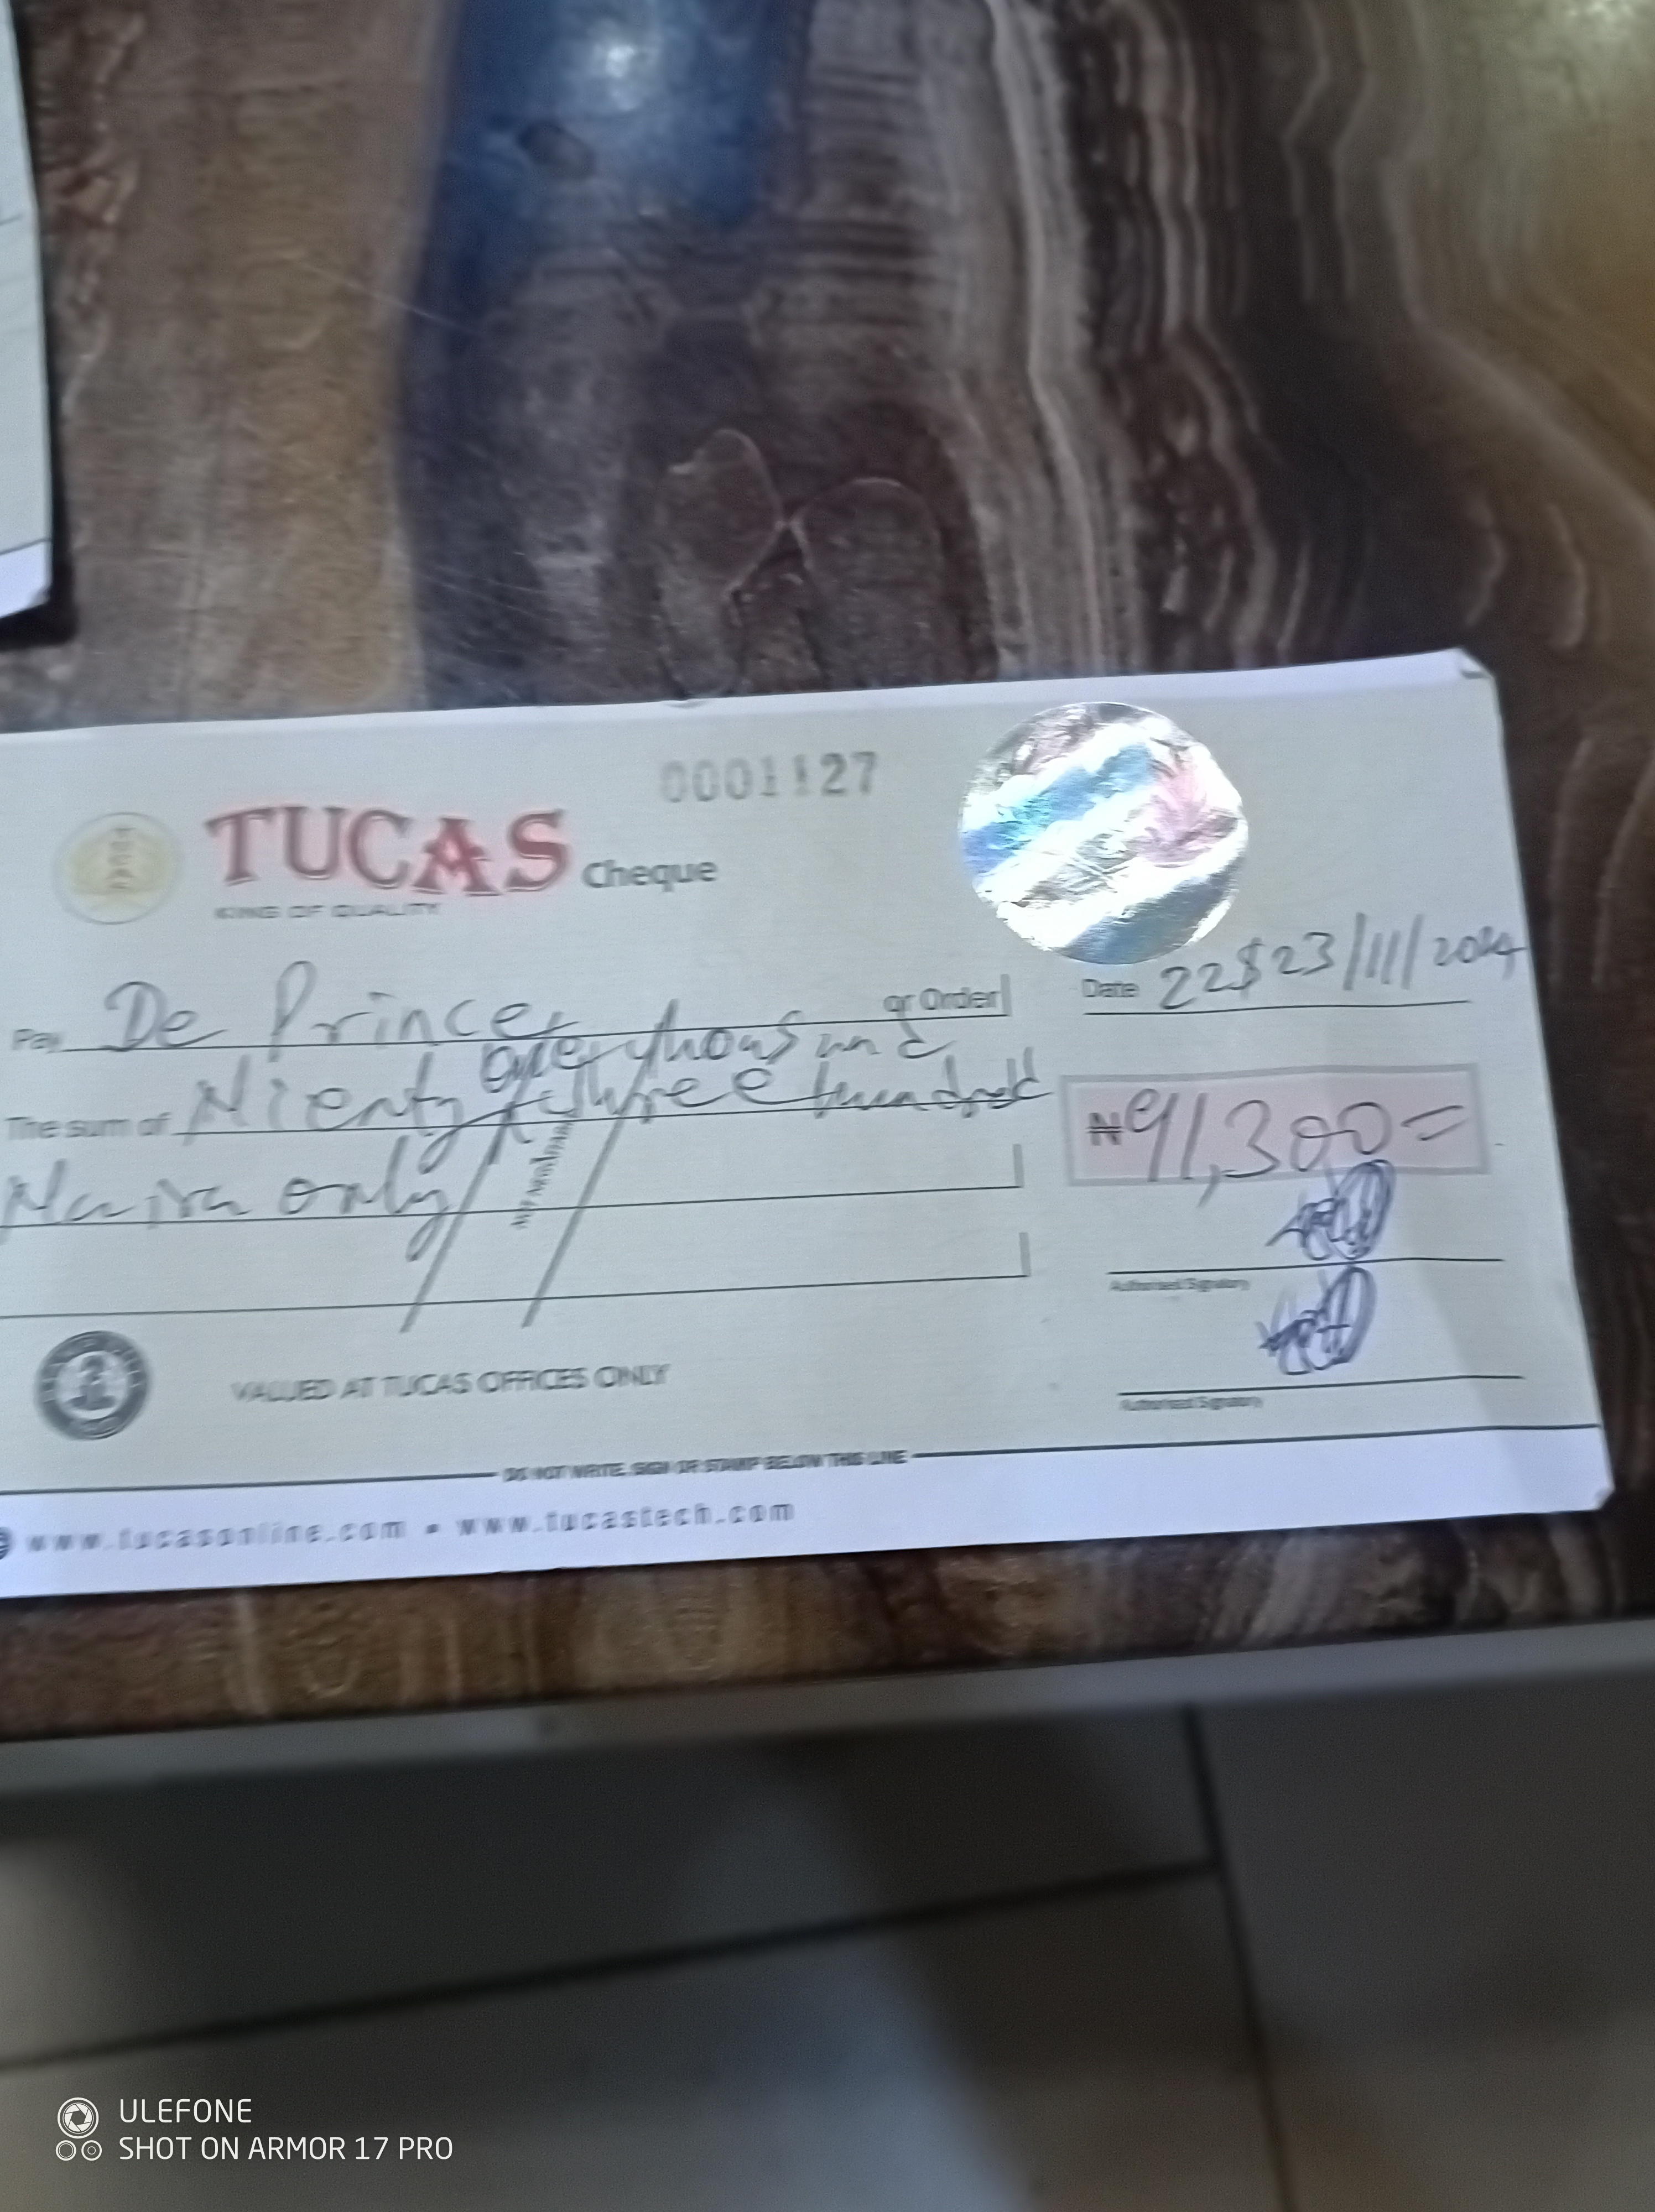 0001127
TUCAS
TUCAS Cheque
KING OF QUALITY
Date 22$23/11/2024
Pay De Prince or Order
one thousand
The sum of Nienty three hundred
₦91,300=
Naira only
Authorised Signatory
Authorised Signatory
VALUED AT TUCAS OFFICES ONLY
DO NOT WRITE, SIGN OR STAMP BELOW THIS LINE
www.tucasonline.com • www.tucastech.com
ULEFONE
SHOT ON ARMOR 17 PRO